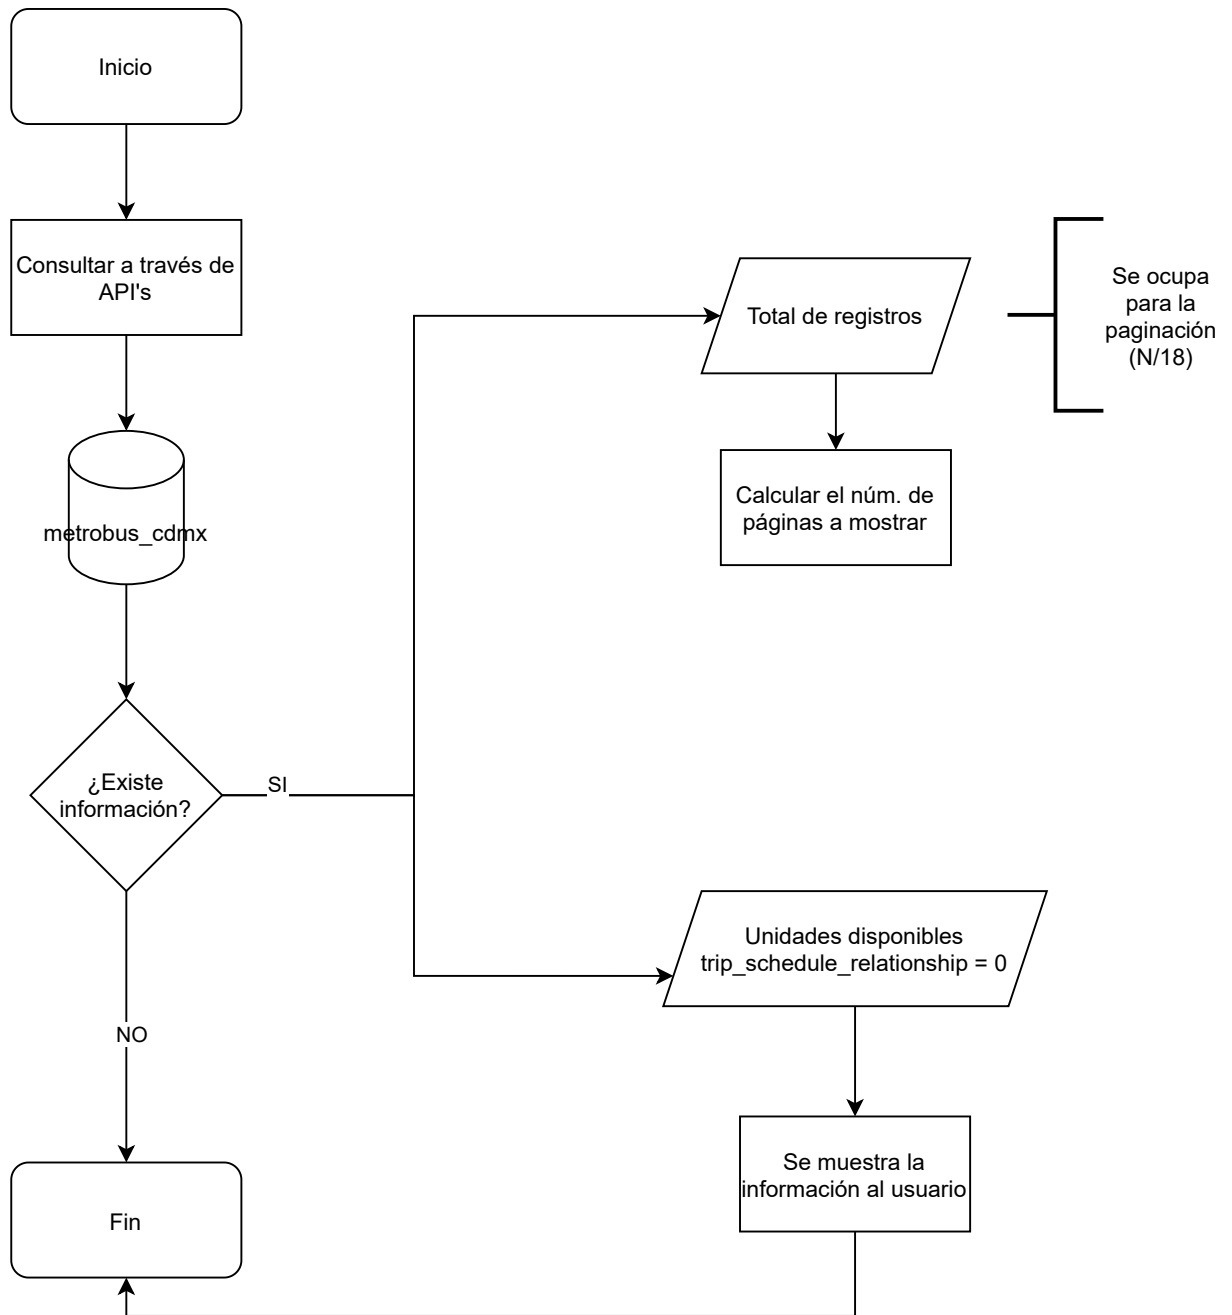 Inicio
Consultar a través de
API's
metrobus_cdmx
¿Existe
información?
SI
NO
Fin
Total de registros
Se ocupa
para la
paginación
(N/18)
Calcular el núm. de
páginas a mostrar
Unidades disponibles
trip_schedule_relationship = 0
Se muestra la
información al usuario